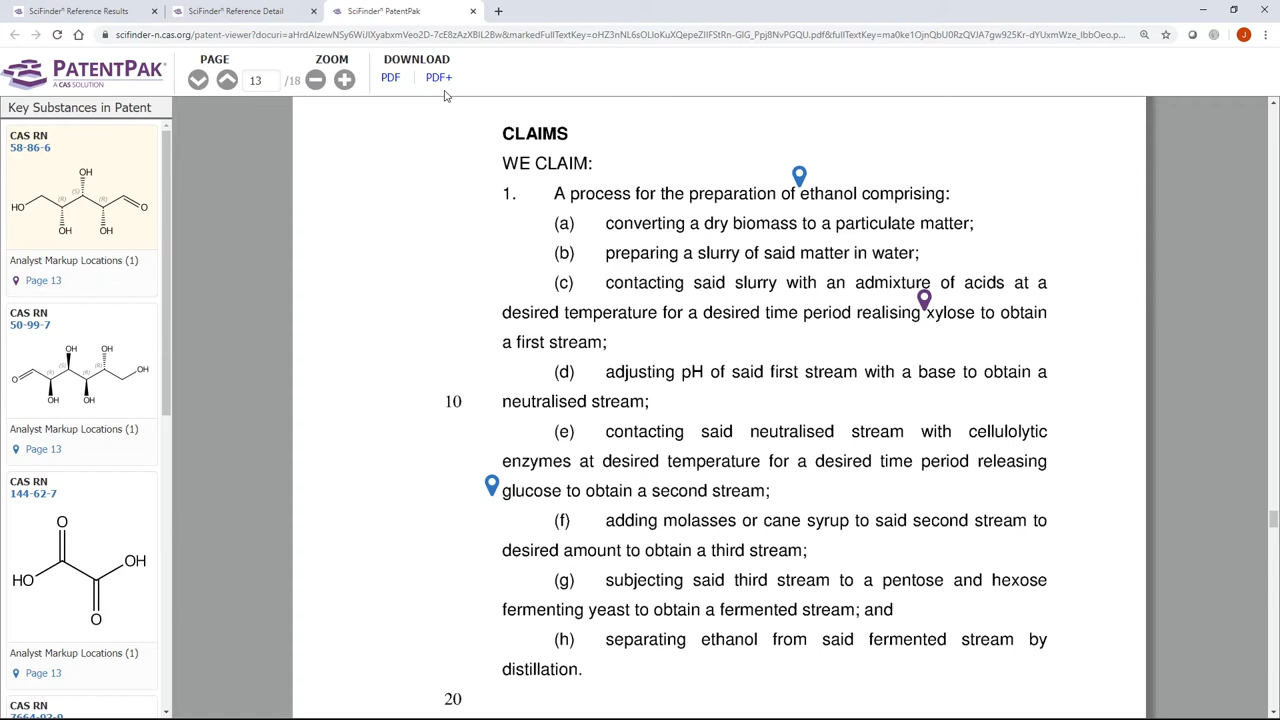 SciFinder® Reference Results
SciFinder® Reference Detail
SciFinder® PatentPak
PATENTPAK
A CAS SOLUTION
PAGE
13 /18
ZOOM
DOWNLOAD
PDF
PDF+
Key Substances in Patent
CAS RN
58-86-6
OH
(S)
(R)
(R)
HO
O
OH
OH
Analyst Markup Locations (1)
Page 13
CAS RN
50-99-7
OH
OH
(S)
(R)
(R)
(R)
O
OH
OH
OH
Analyst Markup Locations (1)
Page 13
CAS RN
144-62-7
O
OH
HO
O
Analyst Markup Locations (1)
Page 13
CAS RN
CLAIMS
WE CLAIM:
1. A process for the preparation of ethanol comprising:
(a) converting a dry biomass to a particulate matter;
(b) preparing a slurry of said matter in water;
(c) contacting said slurry with an admixture of acids at a
desired temperature for a desired time period realising xylose to obtain
a first stream;
(d) adjusting pH of said first stream with a base to obtain a
10 neutralised stream;
(e) contacting said neutralised stream with cellulolytic
enzymes at desired temperature for a desired time period releasing
glucose to obtain a second stream;
(f) adding molasses or cane syrup to said second stream to
desired amount to obtain a third stream;
(g) subjecting said third stream to a pentose and hexose
fermenting yeast to obtain a fermented stream; and
(h) separating ethanol from said fermented stream by
distillation.
20